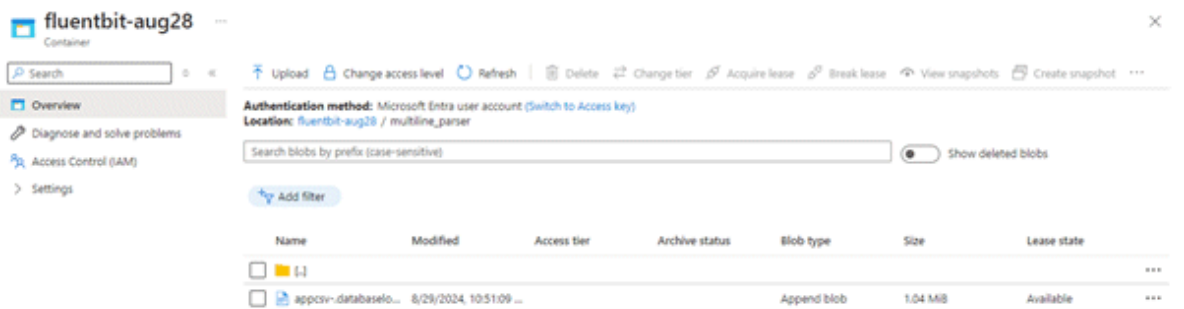 fluentbit-aug28 ...
Container
Search
Upload Change access level Refresh Delete Change tier Acquire lease Break lease View snapshots Create snapshot ...
Overview
Diagnose and solve problems
Access Control (IAM)
Settings
Authentication method: Microsoft Entra user account (Switch to Access key)
Location: fluentbit-aug28 / multiline_parser
Search blobs by prefix (case-sensitive)
Show deleted blobs
Add filter
Name Modified Access tier Archive status Blob type Size Lease state
[..]
appcsv-.databaselo... 8/29/2024, 10:51:09 ... Append blob 1.04 MiB Available